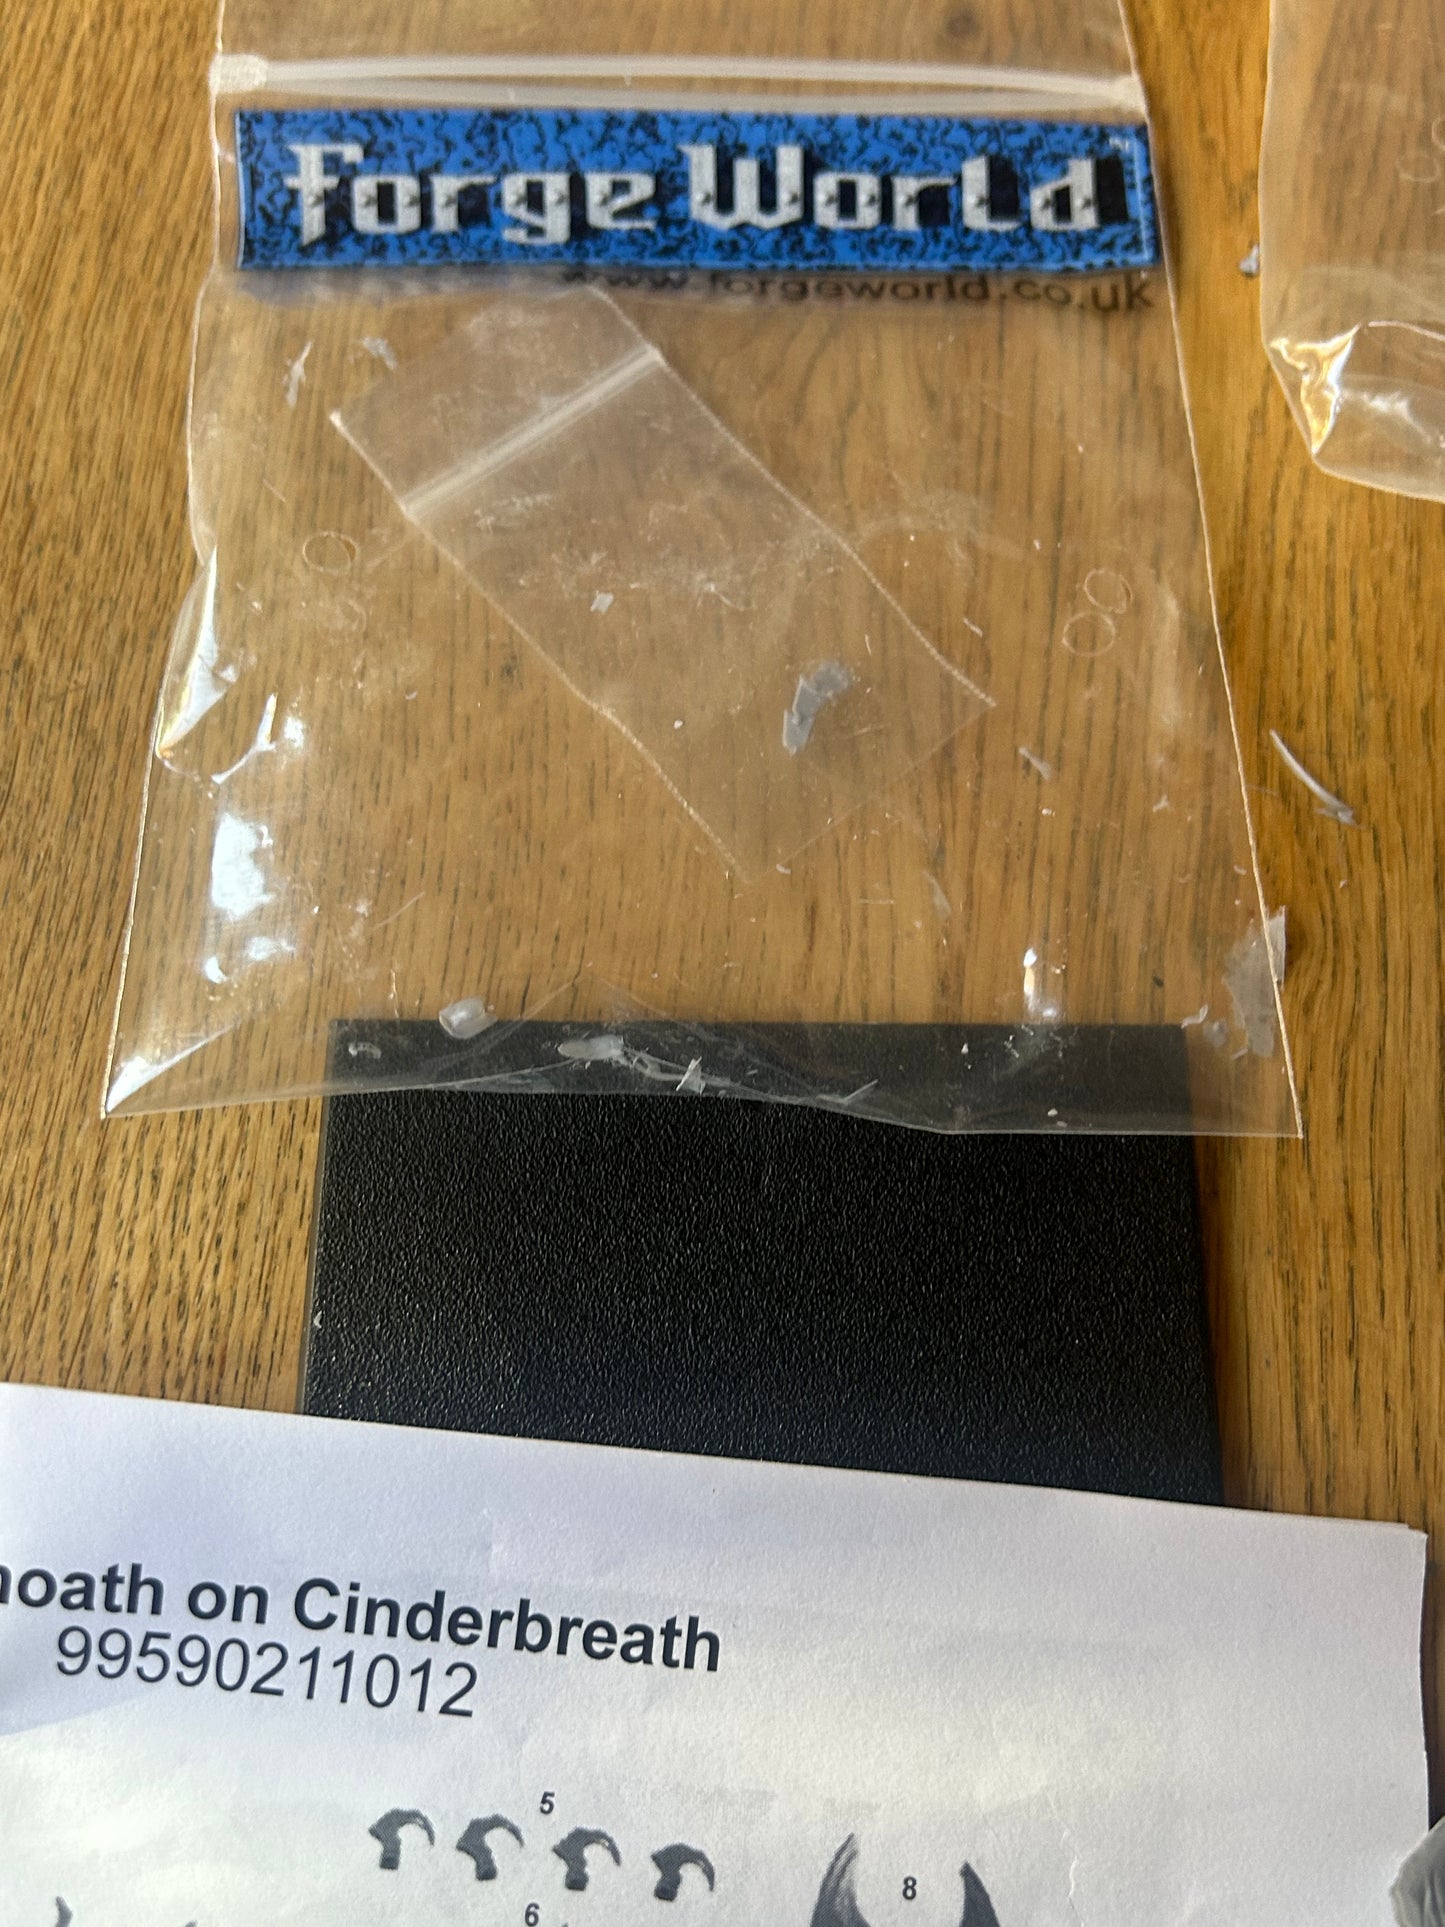 Forge World
www.forgeworld.co.uk
noath on Cinderbreath
99590211012
5
8
6